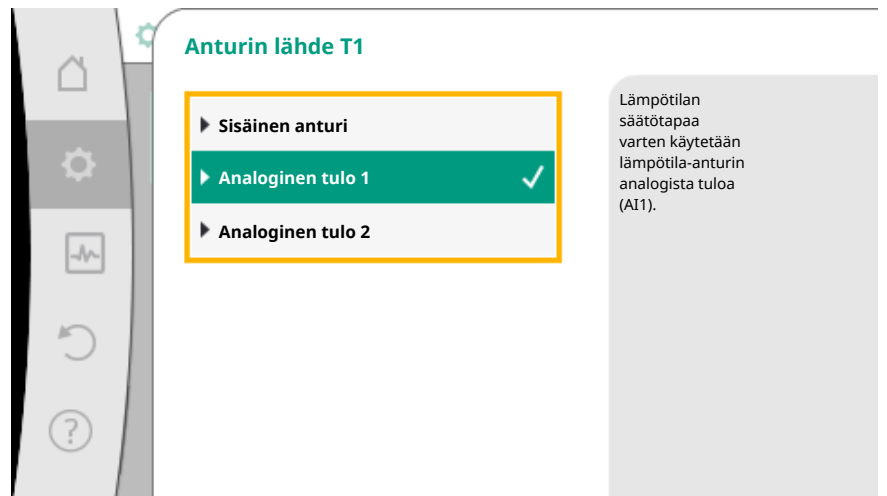 Anturin lähde T1
Sisäinen anturi
Analoginen tulo 1
Analoginen tulo 2
Lämpötilan
säätötapaa
varten käytetään
lämpötila-anturin
analogista tuloa
(AI1).
?